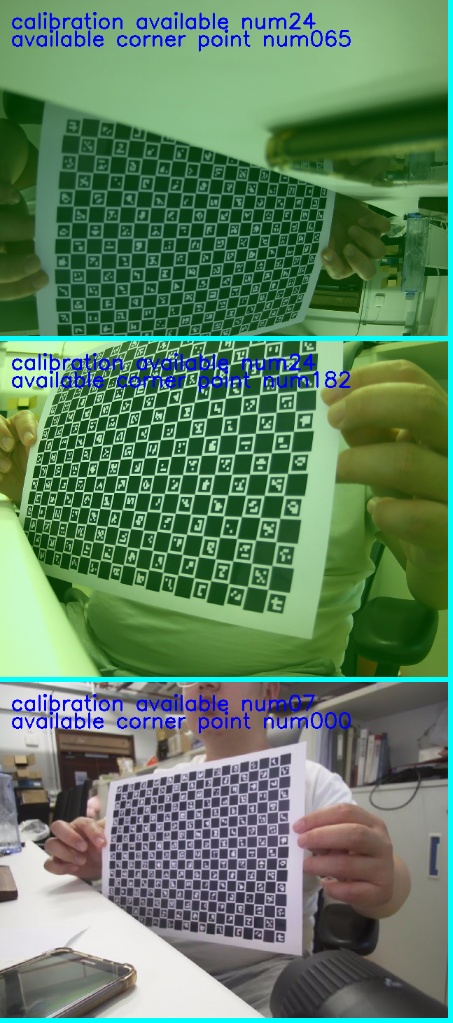 calibration available num24
available corner point num065
calibration available num24
available corner point num182
calibration available num07
available corner point num000